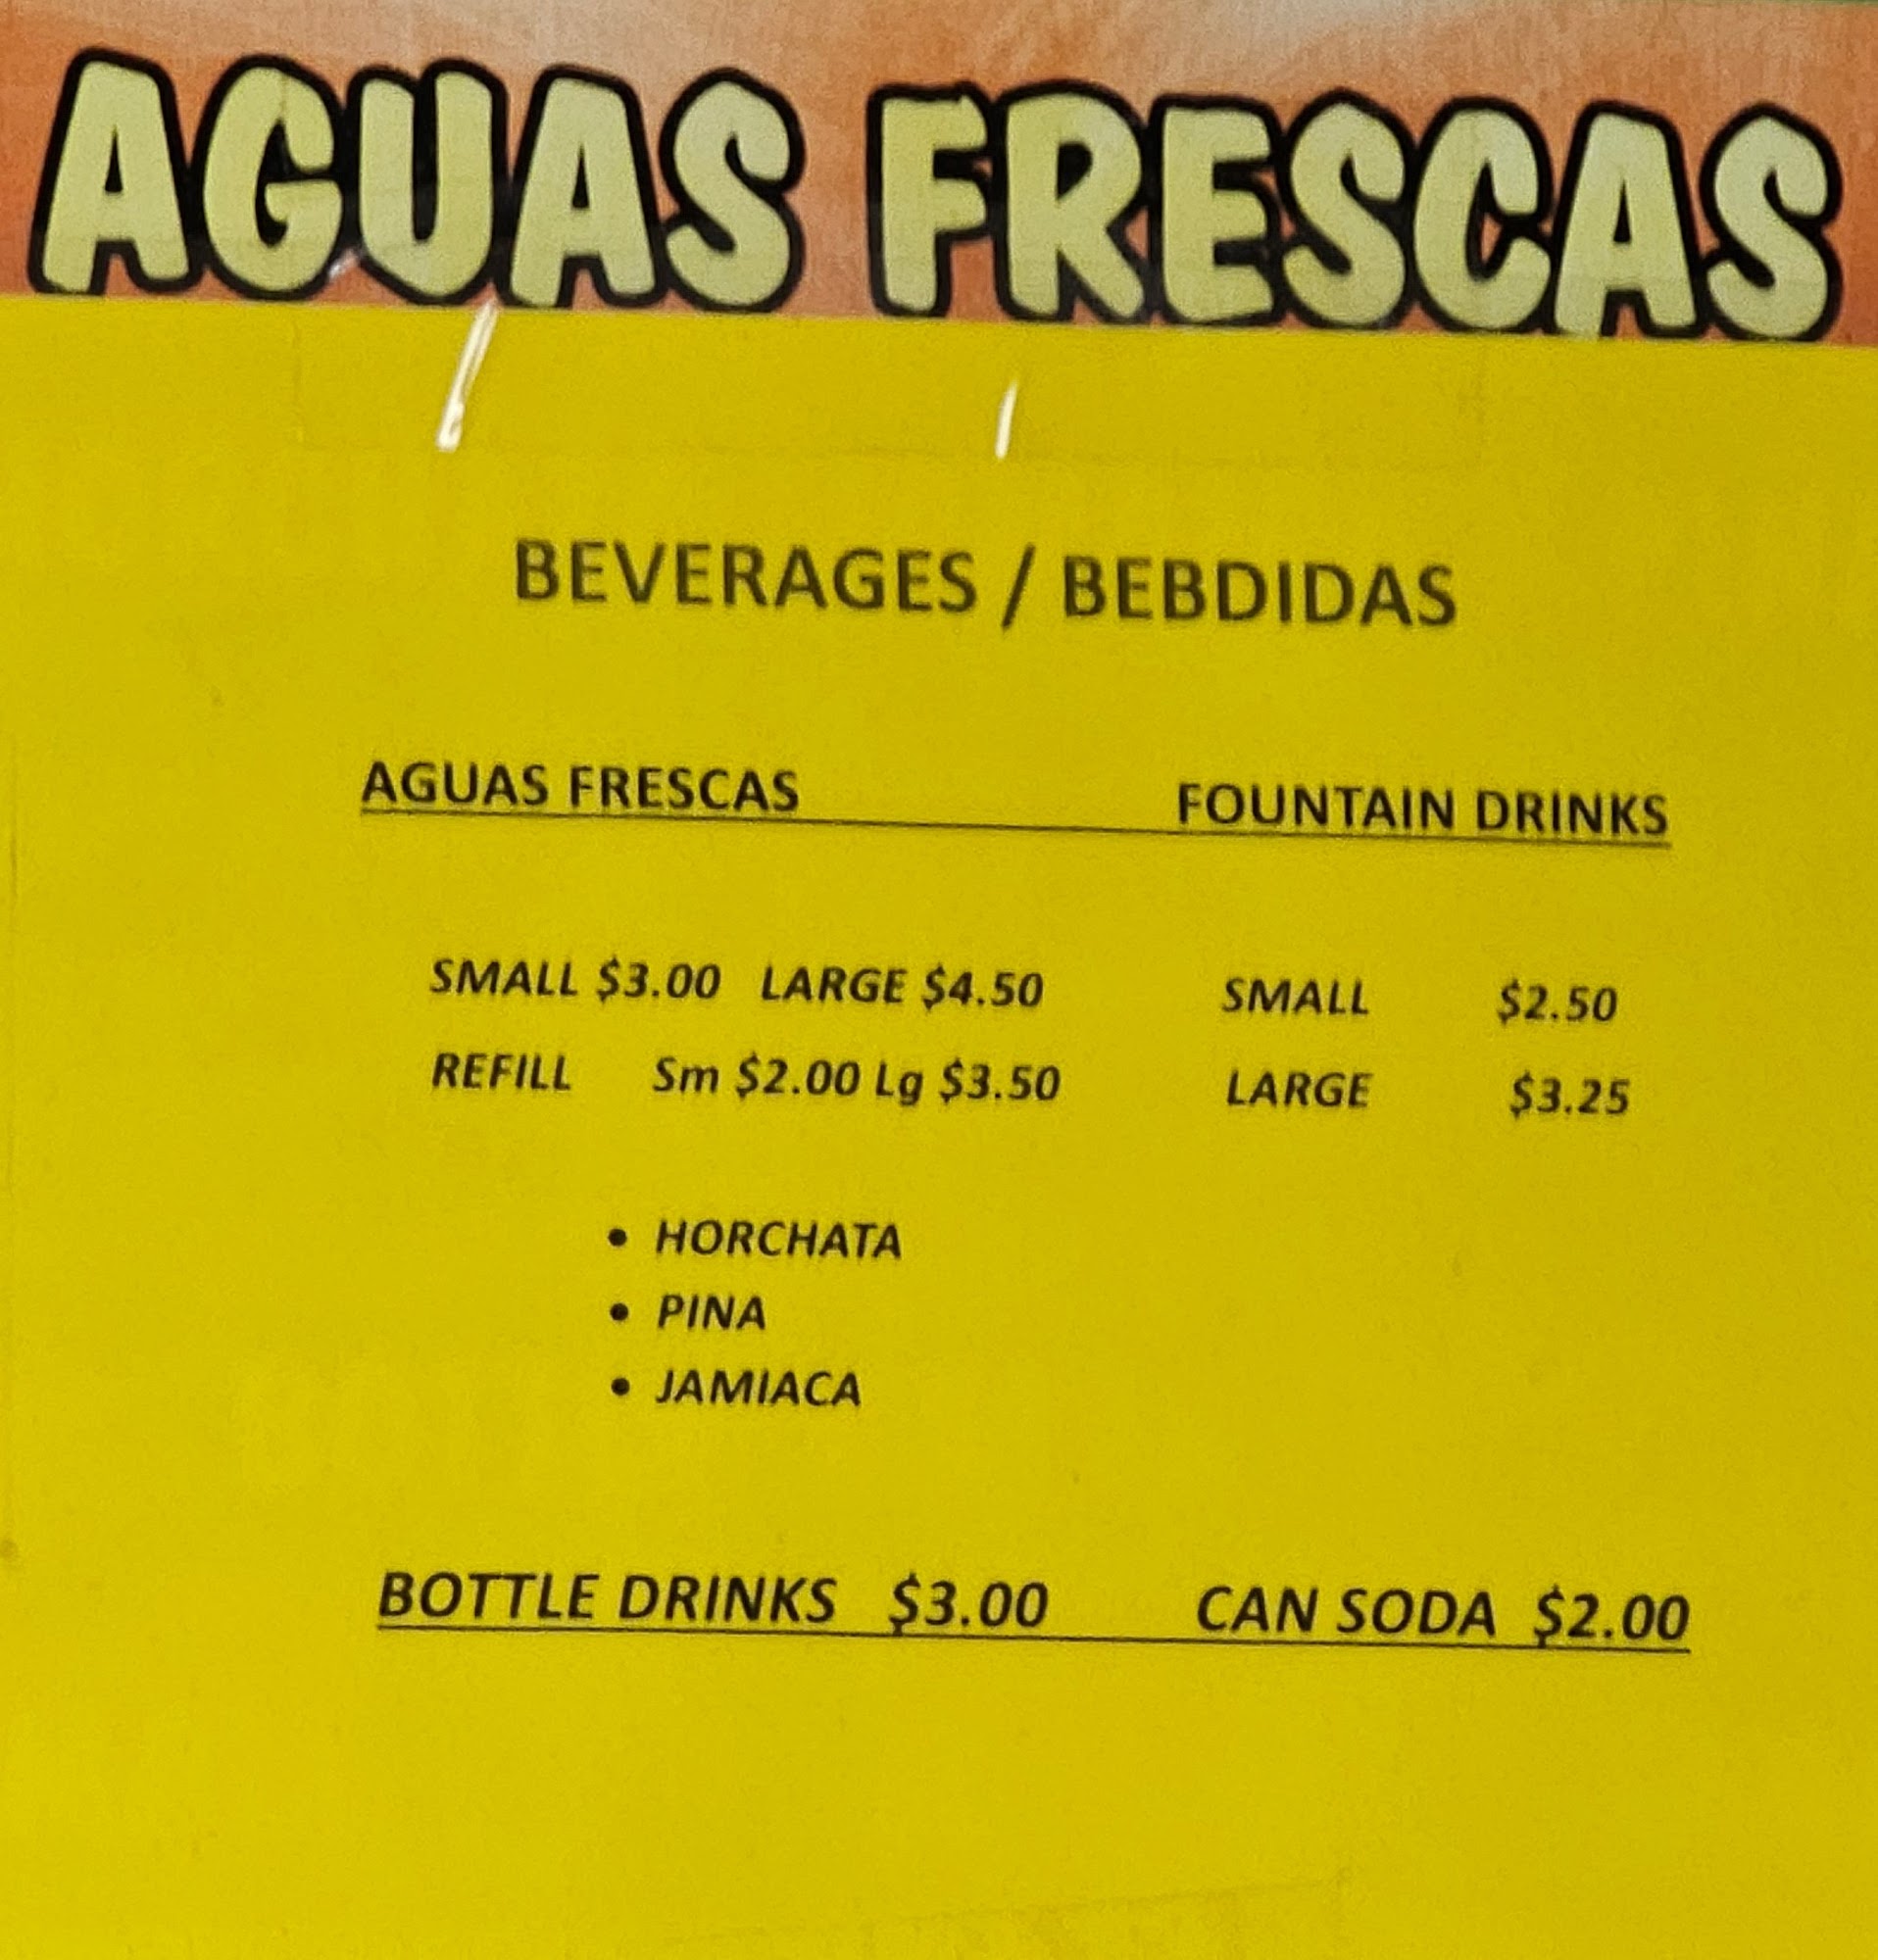 AGUAS FRESCAS
BEVERAGES / BEBDIDAS
AGUAS FRESCAS FOUNTAIN DRINKS
SMALL $3.00 LARGE $4.50 SMALL $2.50
REFILL Sm $2.00 Lg $3.50 LARGE $3.25
• HORCHATA
• PINA
• JAMIACA
BOTTLE DRINKS $3.00 CAN SODA $2.00